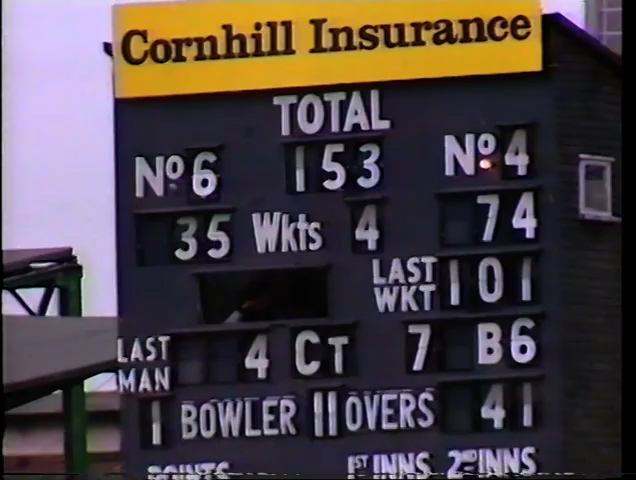 Cornhill Insurance
TOTAL
No 6 153 No 4
35 Wkts 4 74
LAST WKT 101
LAST MAN 4 CT 7 B6
1 BOWLER 11 OVERS 41
POINTS 1ST INNS 2ND INNS